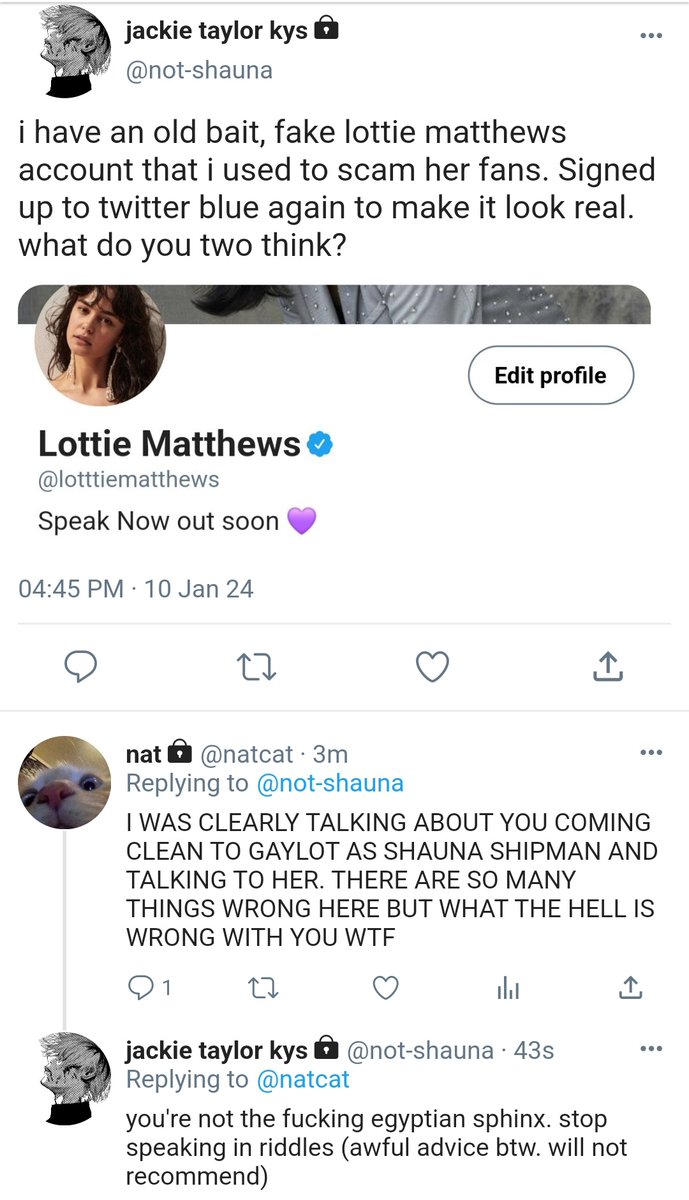 jackie taylor kys
@not-shauna
i have an old bait, fake lottie matthews
account that i used to scam her fans. Signed
up to twitter blue again to make it look real.
what do you two think?
Edit profile
Lottie Matthews
@lotttiematthews
Speak Now out soon 💜
04:45 PM · 10 Jan 24
nat @natcat · 3m
Replying to @not-shauna
I WAS CLEARLY TALKING ABOUT YOU COMING
CLEAN TO GAYLOT AS SHAUNA SHIPMAN AND
TALKING TO HER. THERE ARE SO MANY
THINGS WRONG HERE BUT WHAT THE HELL IS
WRONG WITH YOU WTF
1
jackie taylor kys @not-shauna · 43s
Replying to @natcat
you're not the fucking egyptian sphinx. stop
speaking in riddles (awful advice btw. will not
recommend)